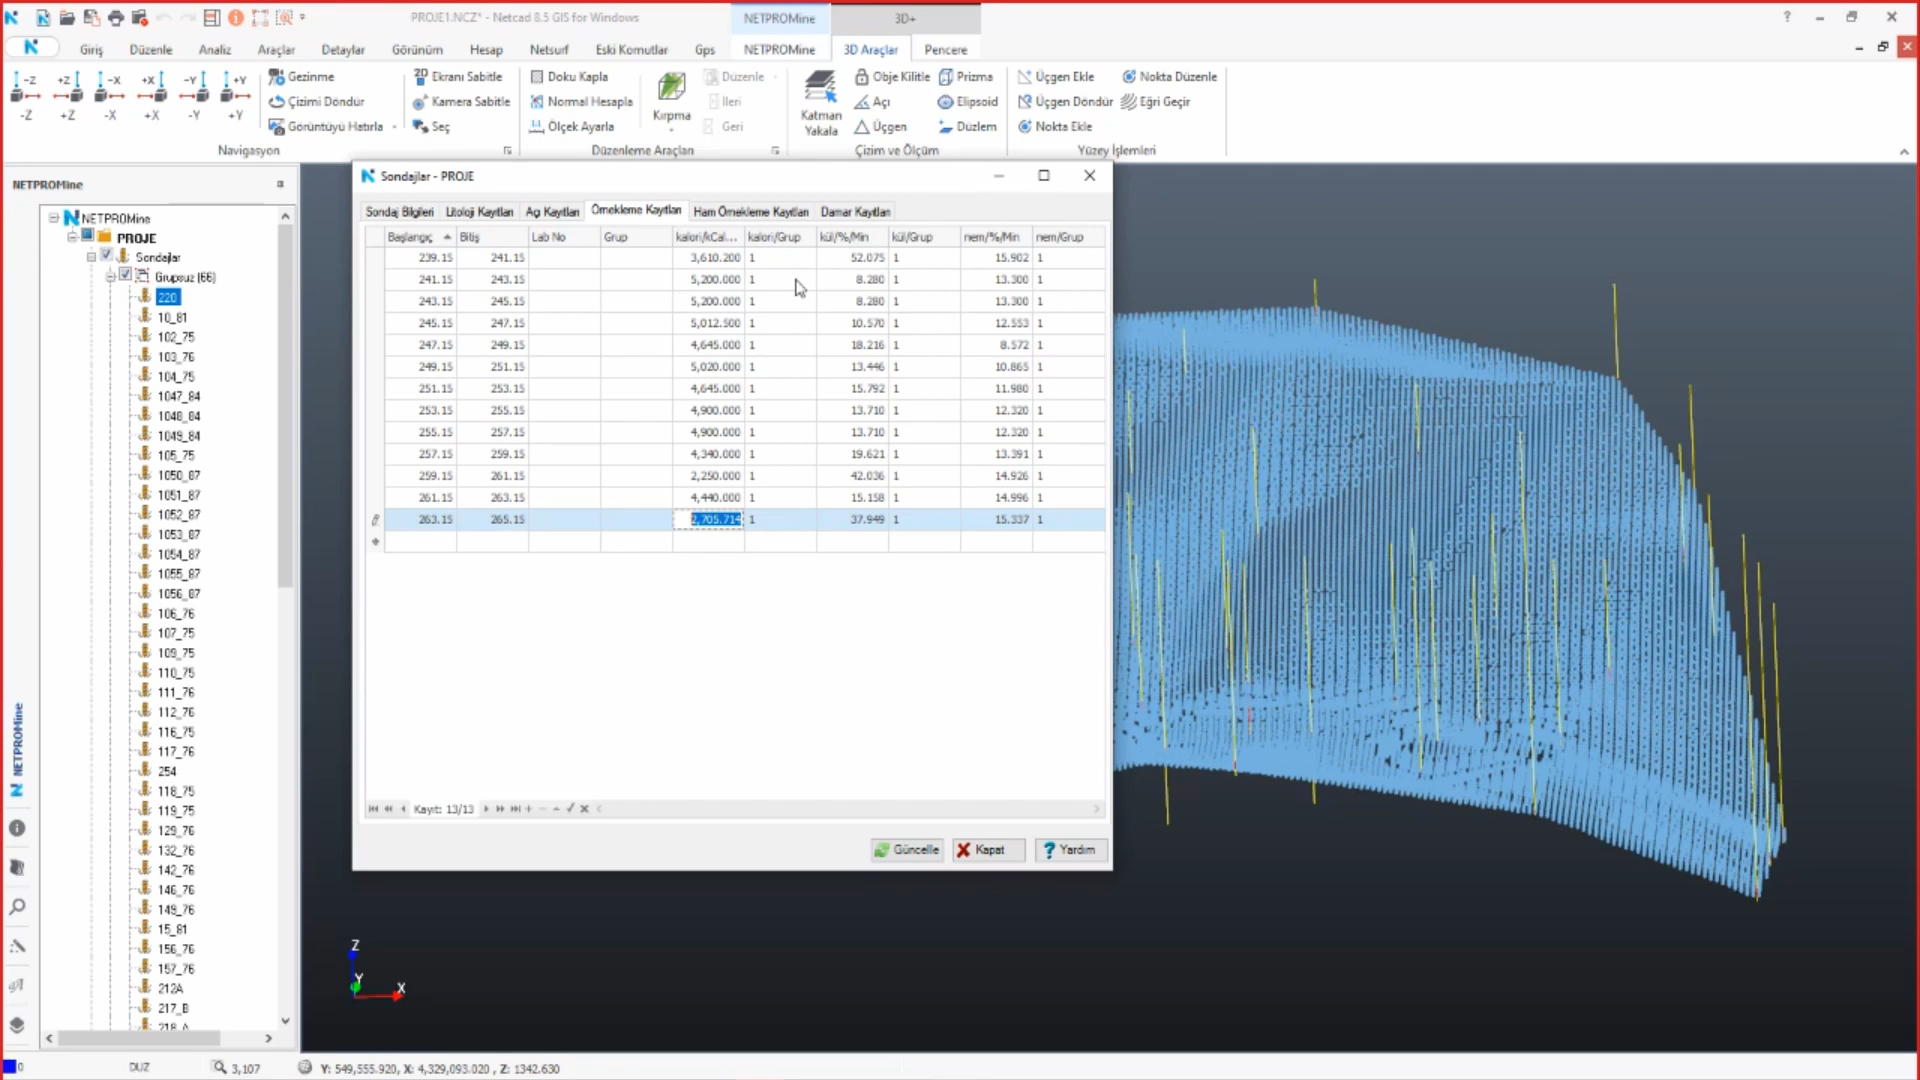 PROJE1.NCZ* - Netcad 8.5 GIS for Windows
NETPROMine
3D+
Giriş Düzenle Analiz Araçlar Detaylar Görünüm Hesap Netsurf Eski Komutlar Gps NETPROMine 3D Araçlar Pencere
-Z +Z -X +X -Y +Y
-Z +Z -X +X -Y +Y
Gezinme
Çizimi Döndür
Görüntüyü Hatırla
Navigasyon
2D Ekranı Sabitle
Kamera Sabitle
Seç
Doku Kapla
Normal Hesapla
Ölçek Ayarla
Kırpma
Düzenle
İleri
Geri
Düzenleme Araçları
Katman Yakala
Obje Kilitle
Açı
Üçgen
Prizma
Elipsoid
Düzlem
Çizim ve Ölçüm
Üçgen Ekle
Üçgen Döndür
Nokta Ekle
Nokta Düzenle
Eğri Geçir
Yüzey İşlemleri
NETPROMine
NETPROMine
PROJE
Sondajlar
Grupsuz (66)
220
10_81
102_75
103_76
104_75
1047_84
1048_84
1049_84
105_75
1050_87
1051_87
1052_87
1053_87
1054_87
1055_87
1056_87
106_76
107_75
109_75
110_75
111_76
112_76
116_75
117_76
254
118_75
119_75
129_76
132_76
142_76
146_76
149_76
15_81
156_76
157_76
212A
217_B
218_A
NETPROMine
Sondajlar - PROJE
Sondaj Bilgileri Litoloji Kayıtları Açı Kayıtları Örnekleme Kayıtları Ham Örnekleme Kayıtları Damar Kayıtları
Başlangıç Bitiş Lab No Grup kalori/kCal... kalori/Grup kül/%/Min kül/Grup nem/%/Min nem/Grup
239.15 241.15 3,610.200 1 52.075 1 15.902 1
241.15 243.15 5,200.000 1 8.280 1 13.300 1
243.15 245.15 5,200.000 1 8.280 1 13.300 1
245.15 247.15 5,012.500 1 10.570 1 12.553 1
247.15 249.15 4,645.000 1 18.216 1 8.572 1
249.15 251.15 5,020.000 1 13.446 1 10.865 1
251.15 253.15 4,645.000 1 15.792 1 11.980 1
253.15 255.15 4,900.000 1 13.710 1 12.320 1
255.15 257.15 4,900.000 1 13.710 1 12.320 1
257.15 259.15 4,340.000 1 19.621 1 13.391 1
259.15 261.15 2,250.000 1 42.036 1 14.926 1
261.15 263.15 4,440.000 1 15.158 1 14.996 1
263.15 265.15 2,705.714 1 37.949 1 15.337 1
Kayıt: 13/13
Güncelle Kapat Yardım
Z
Y
X
0 DUZ 3,107 Y: 549,555.920, X: 4,329,093.020 , Z: 1342.630